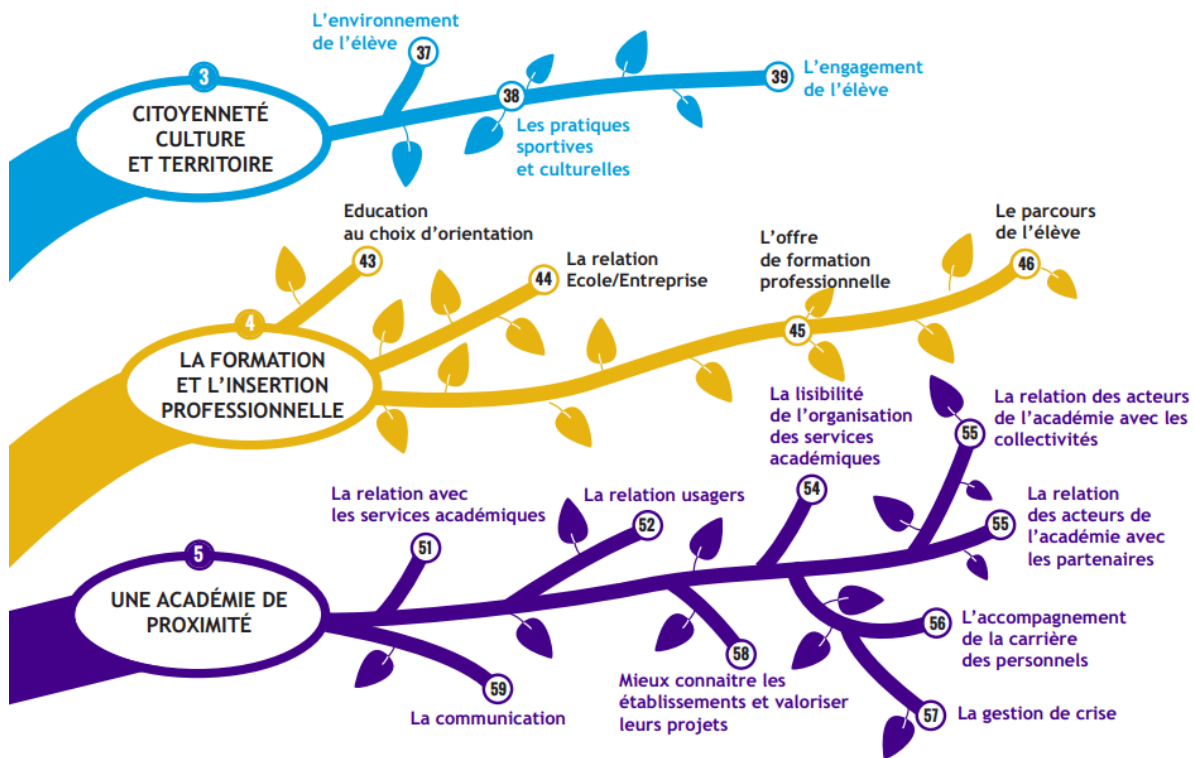 3
CITOYENNETÉ
CULTURE
ET TERRITOIRE
L'environnement
de l'élève
37
38
Les pratiques
sportives
et culturelles
39
L'engagement
de l'élève
4
LA FORMATION
ET L'INSERTION
PROFESSIONNELLE
Education
au choix d'orientation
43
44
La relation
Ecole/Entreprise
L'offre
de formation
professionnelle
45
Le parcours
de l'élève
46
5
UNE ACADÉMIE DE
PROXIMITÉ
La relation avec
les services académiques
51
La relation usagers
52
La lisibilité
de l'organisation
des services
académiques
54
La relation des acteurs
de l'académié avec les
collectivités
55
La relation
des acteurs de
l'académié avec
les partenaires
55
56
L'accompagnement
de la carrière
des personnels
57
La gestion de crise
58
Mieux connaitre les
établissements et valoriser
leurs projets
59
La communication